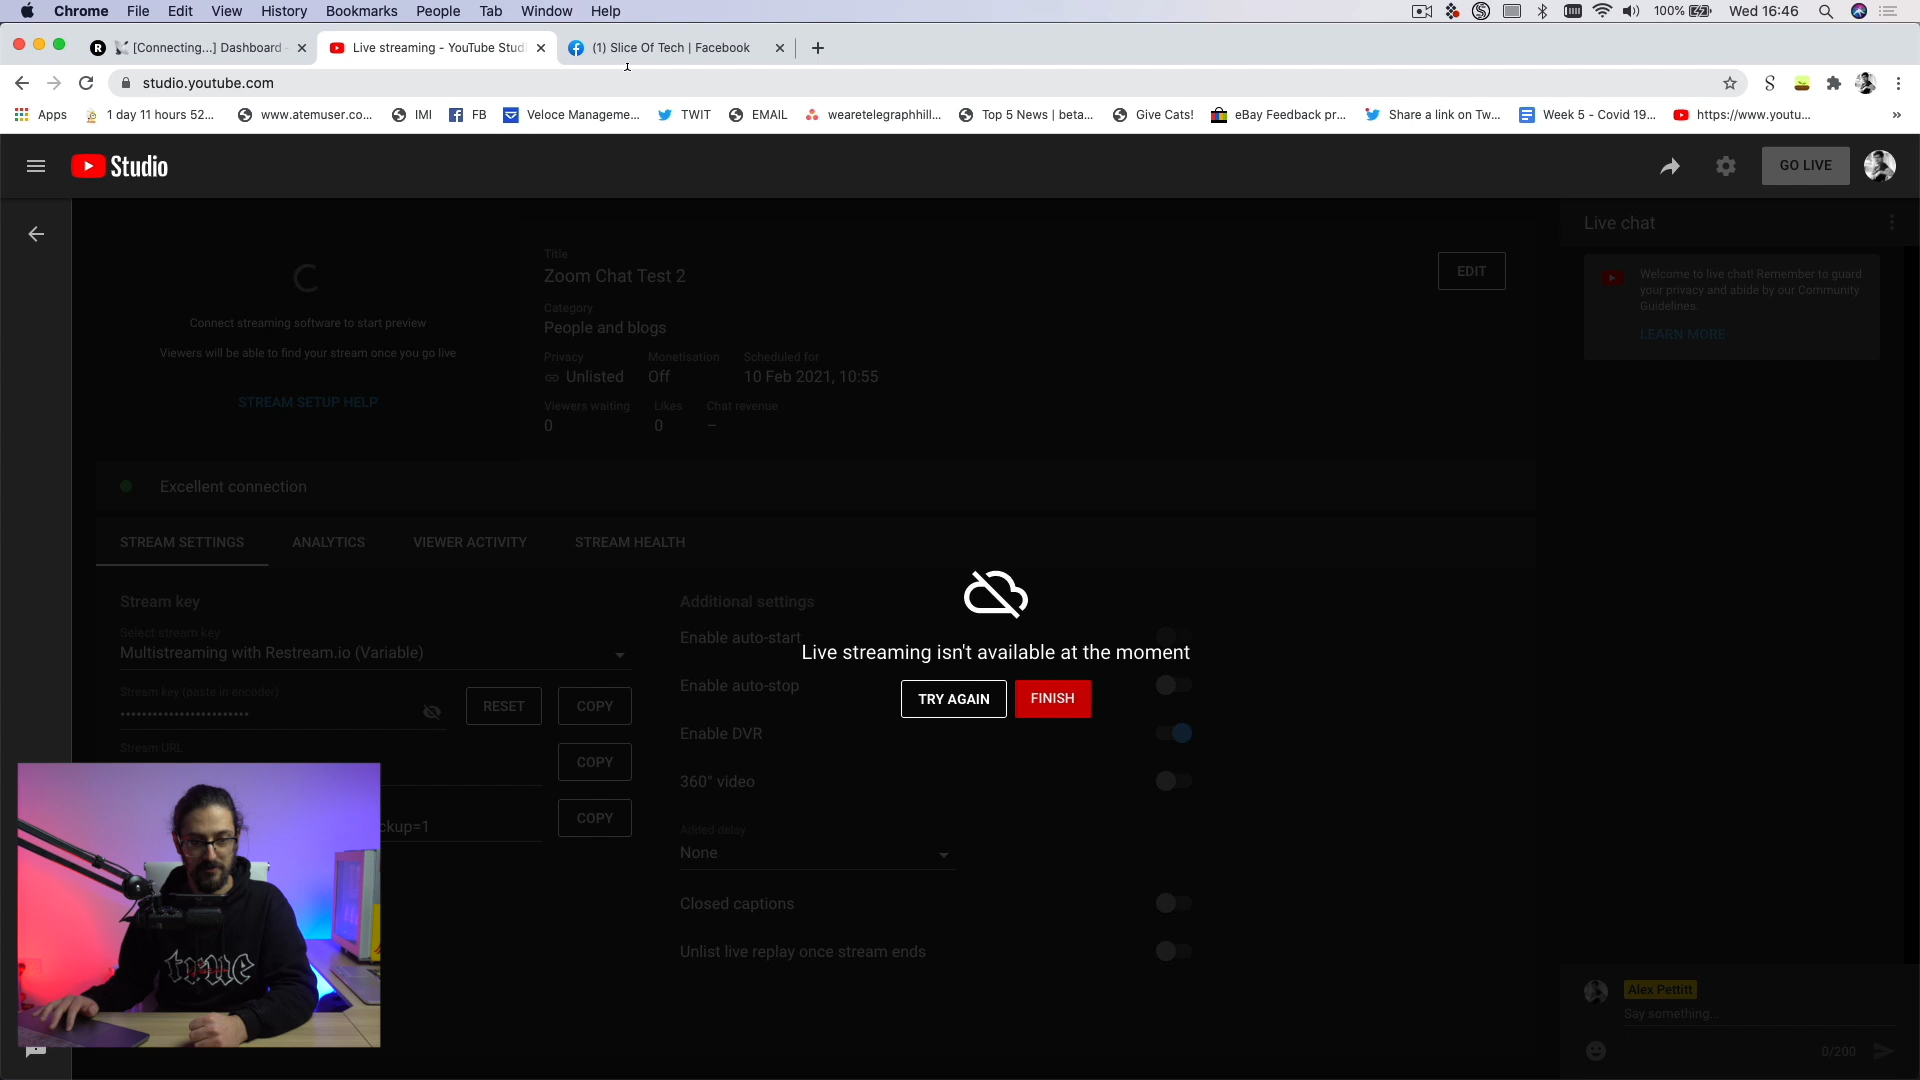 Chrome File Edit View History Bookmarks People Tab Window Help
100% Wed 16:46
[Connecting...] Dashboard -
Live streaming - YouTube Studi
(1) Slice Of Tech | Facebook
studio.youtube.com
Apps
1 day 11 hours 52...
www.atemuser.co...
IMI
FB
Veloce Manageme...
TWIT
EMAIL
wearetelegraphhill...
Top 5 News | beta...
Give Cats!
eBay Feedback pr...
Share a link on Tw...
Week 5 - Covid 19...
https://www.youtu...
»
Studio
GO LIVE
Connect streaming software to start preview
Viewers will be able to find your stream once you go live
STREAM SETUP HELP
Title
Zoom Chat Test 2
EDIT
Category
People and blogs
Privacy Monetisation Scheduled for
Unlisted Off 10 Feb 2021, 10:55
Viewers waiting Likes Chat revenue
0 0 –
Live chat
Welcome to live chat! Remember to guard
your privacy and abide by our Community
Guidelines.
LEARN MORE
Excellent connection
STREAM SETTINGS ANALYTICS VIEWER ACTIVITY STREAM HEALTH
Stream key
Select stream key
Multistreaming with Restream.io (Variable)
Stream key (paste in encoder)
RESET COPY
Stream URL
COPY
ckup=1
COPY
Additional settings
Enable auto-start
Live streaming isn't available at the moment
TRY AGAIN FINISH
Enable auto-stop
Enable DVR
360° video
Added delay
None
Closed captions
Unlist live replay once stream ends
true
Alex Pettitt
Say something...
0/200